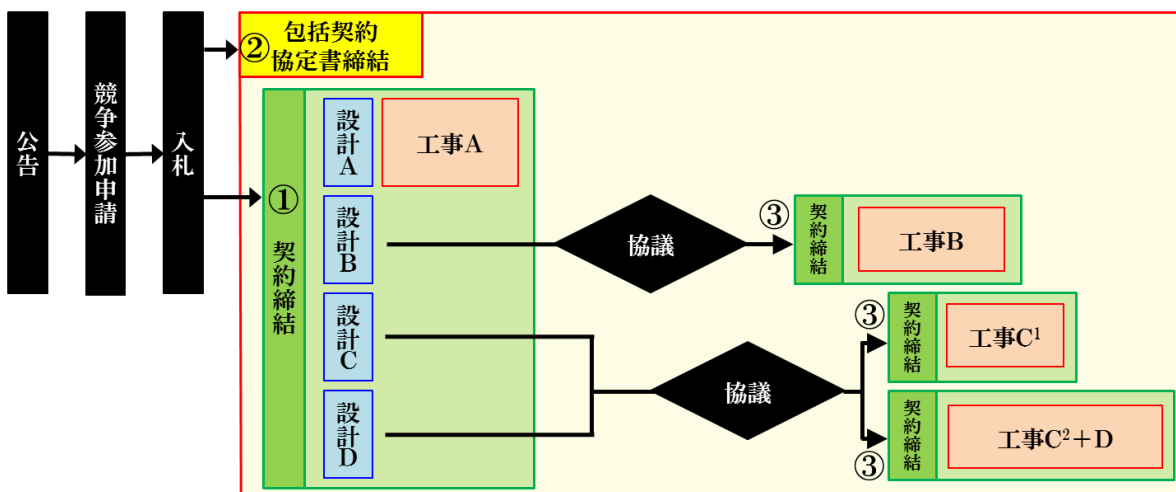 公告
競争参加申請
入札
② 包括契約
協定書締結
① 契約締結
設計A
工事A
設計B
協議
③
契約締結
工事B
設計C
設計D
協議
③
契約締結
工事C¹
③
契約締結
工事C²＋D